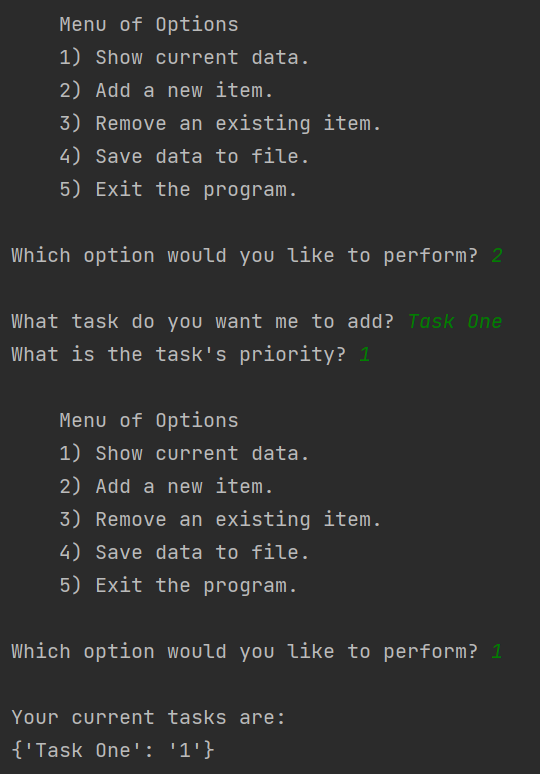 Menu of Options
1) Show current data.
2) Add a new item.
3) Remove an existing item.
4) Save data to file.
5) Exit the program.
Which option would you like to perform? 2
What task do you want me to add? Task One
What is the task's priority? 1
Menu of Options
1) Show current data.
2) Add a new item.
3) Remove an existing item.
4) Save data to file.
5) Exit the program.
Which option would you like to perform? 1
Your current tasks are:
{'Task One': '1'}